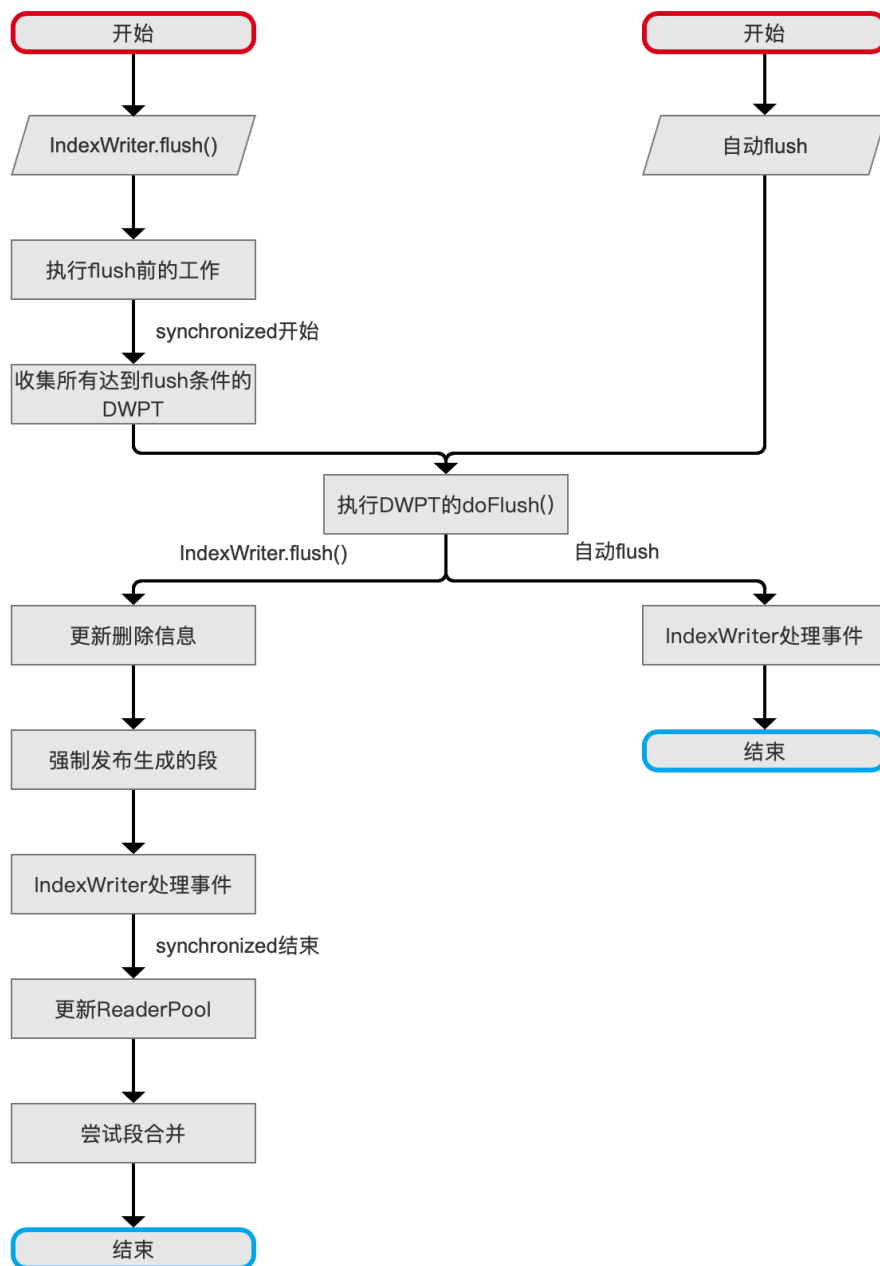 开始
开始
IndexWriter.flush()
自动flush
执行flush前的工作
synchronized开始
收集所有达到flush条件的
DWPT
执行DWPT的doFlush()
IndexWriter.flush()
自动flush
更新删除信息
IndexWriter处理事件
强制发布生成的段
结束
IndexWriter处理事件
synchronized结束
更新ReaderPool
尝试段合并
结束